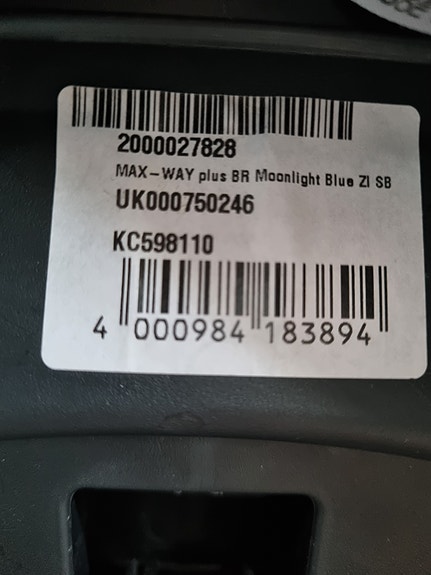 2000027828
MAX-WAY plus BR Moonlight Blue ZI SB
UK000750246
KC598110
4 000984 183894